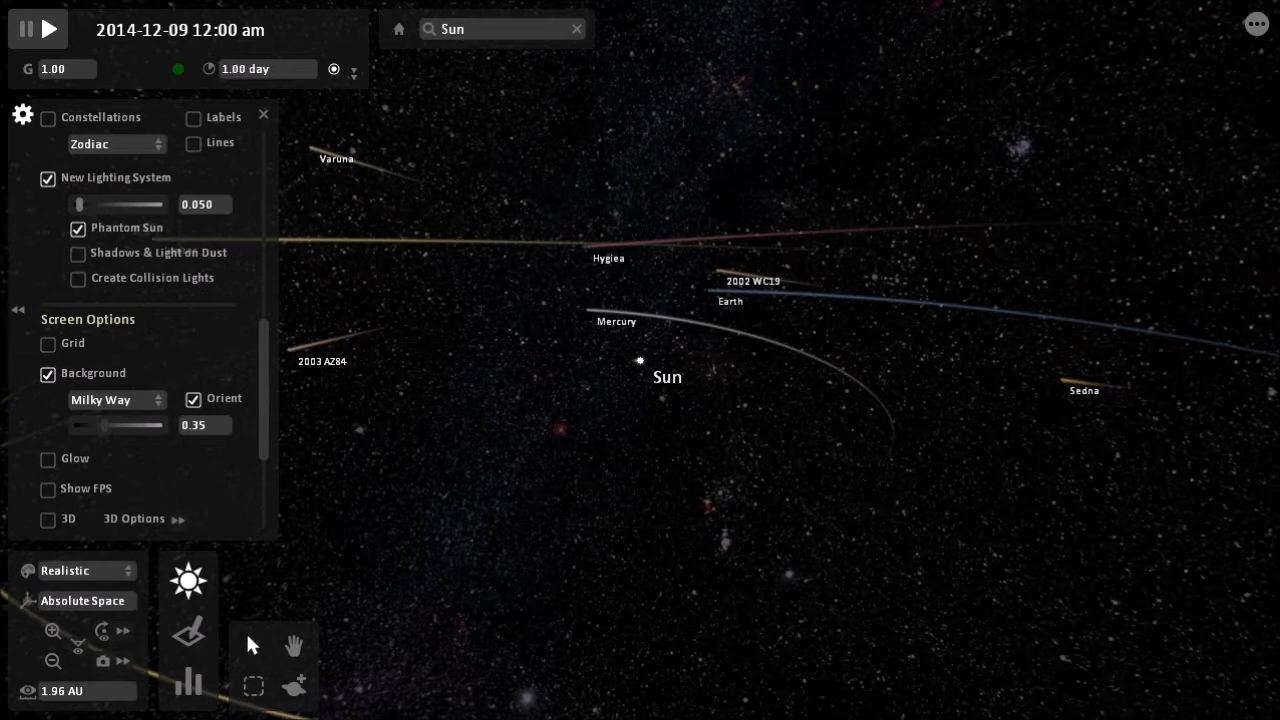 2014-12-09 12:00 am
Sun
G 1.00
1.00 day
Constellations
Labels
Zodiac
Lines
New Lighting System
0.050
Phantom Sun
Shadows & Light on Dust
Create Collision Lights
Screen Options
Grid
Background
Milky Way
Orient
0.35
Glow
Show FPS
3D
3D Options
Realistic
Absolute Space
1.96 AU
Varuna
Hygiea
2002 WC19
Earth
Mercury
2003 AZ84
Sun
Sedna